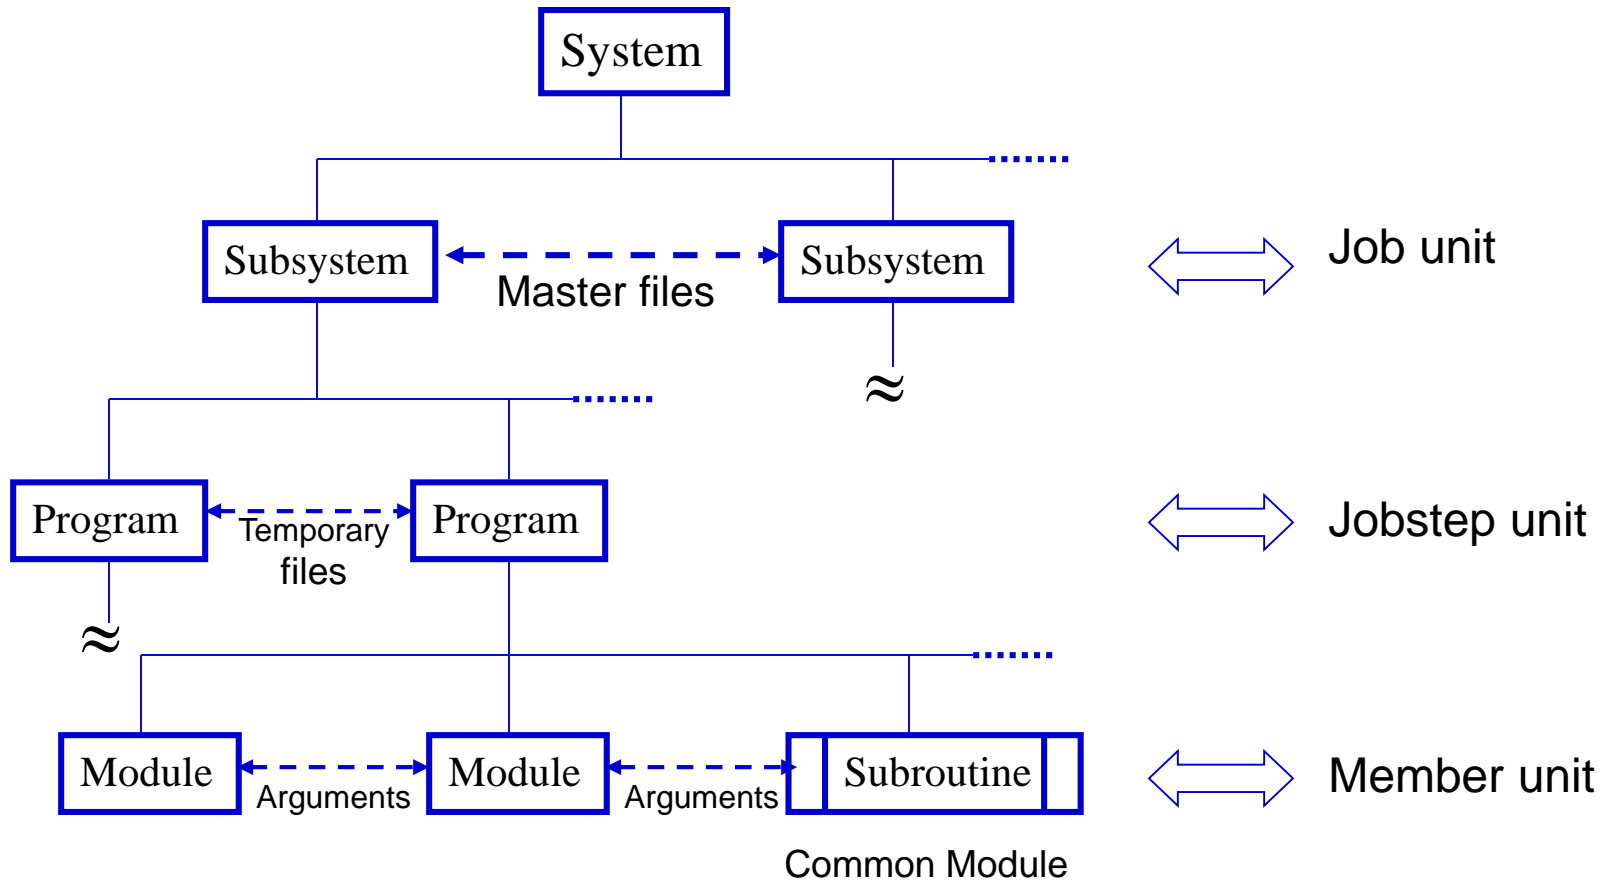 System
Subsystem
Subsystem
Job unit
Master files
Program
Program
Jobstep unit
Temporary
files
Module
Module
Subroutine
Member unit
Arguments
Arguments
Common Module